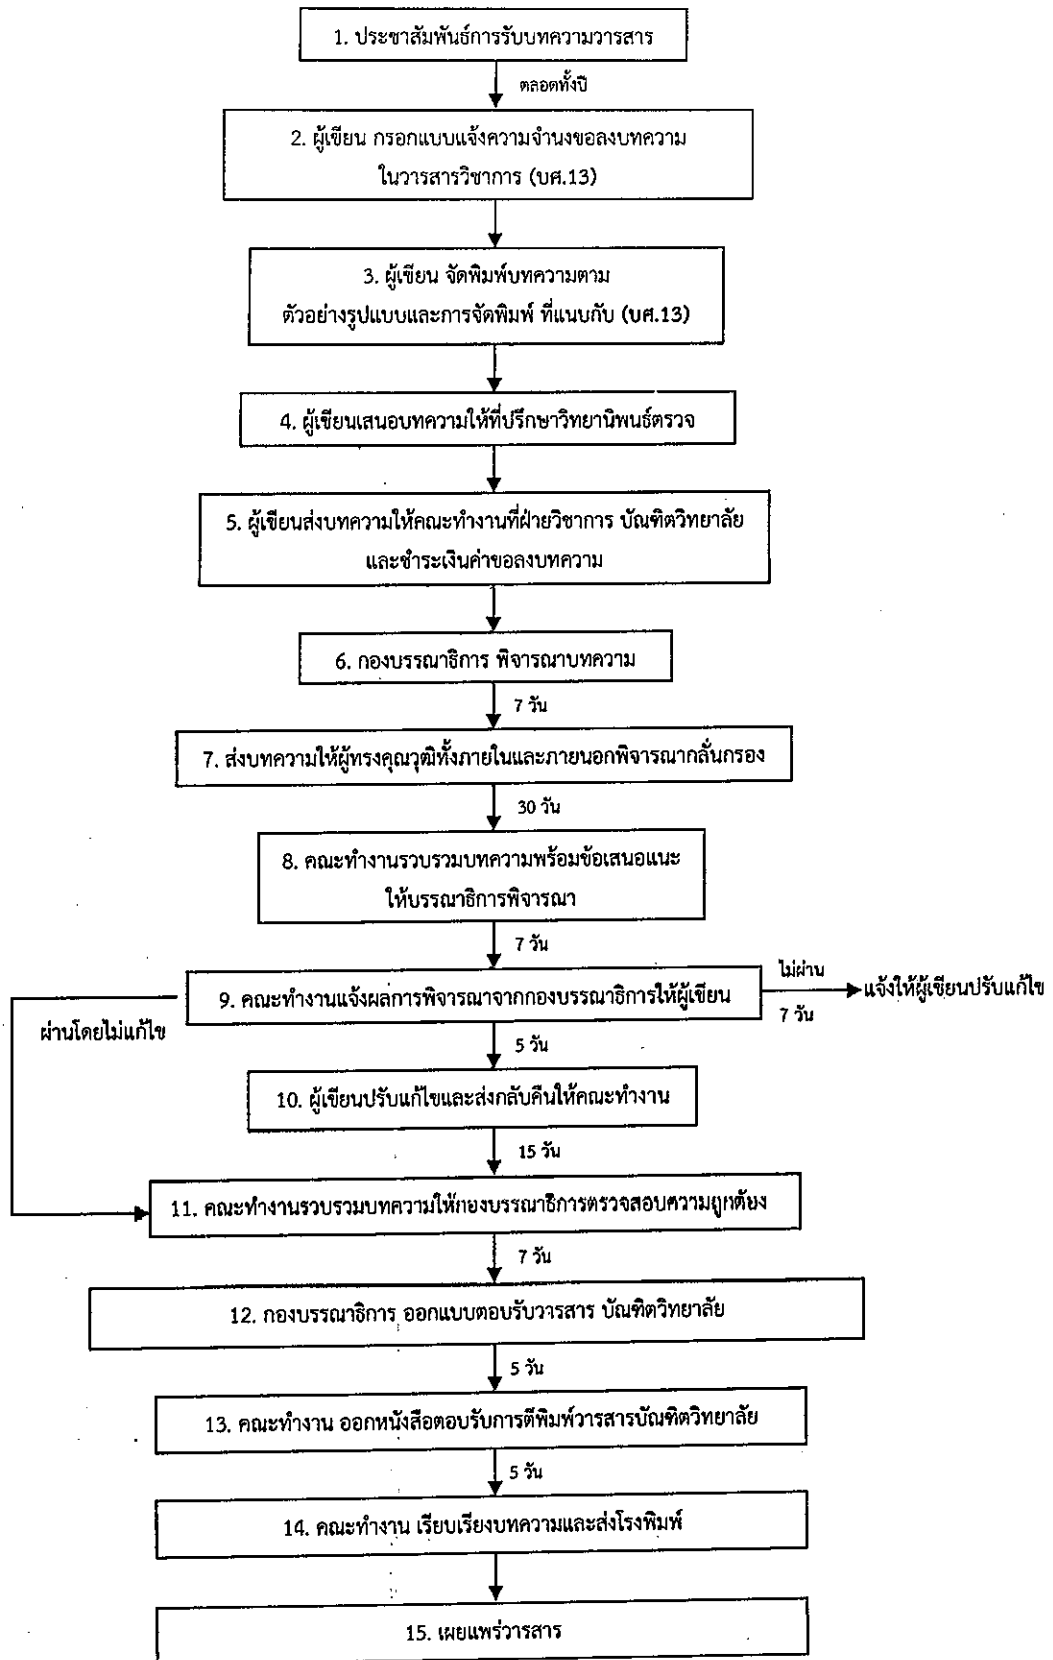 1. ประชาสัมพันธ์การรับบทความวารสาร
ตลอดทั้งปี
2. ผู้เขียน กรอกแบบแจ้งความจำนงขอลงบทความ
ในวารสารวิชาการ (บศ.13)
3. ผู้เขียน จัดพิมพ์บทความตาม
ตัวอย่างรูปแบบและการจัดพิมพ์ ที่แนบกับ (บศ.13)
4. ผู้เขียนเสนอบทความให้ที่ปรึกษาวิทยานิพนธ์ตรวจ
5. ผู้เขียนส่งบทความให้คณะทำงานที่ฝ่ายวิชาการ บัณฑิตวิทยาลัย
และชำระเงินค่าขอลงบทความ
6. กองบรรณาธิการ พิจารณาบทความ
7 วัน
7. ส่งบทความให้ผู้ทรงคุณวุฒิทั้งภายในและภายนอกพิจารณากลั่นกรอง
30 วัน
8. คณะทำงานรวบรวมบทความพร้อมข้อเสนอแนะ
ให้บรรณาธิการพิจารณา
7 วัน
9. คณะทำงานแจ้งผลการพิจารณาจากกองบรรณาธิการให้ผู้เขียน
ไม่ผ่าน
7 วัน
แจ้งให้ผู้เขียนปรับแก้ไข
ผ่านโดยไม่แก้ไข
5 วัน
10. ผู้เขียนปรับแก้ไขและส่งกลับคืนให้คณะทำงาน
15 วัน
11. คณะทำงานรวบรวมบทความให้กองบรรณาธิการตรวจสอบความถูกต้อง
7 วัน
12. กองบรรณาธิการ ออกแบบตอบรับวารสาร บัณฑิตวิทยาลัย
5 วัน
13. คณะทำงาน ออกหนังสือตอบรับการตีพิมพ์วารสารบัณฑิตวิทยาลัย
5 วัน
14. คณะทำงาน เรียบเรียงบทความและส่งโรงพิมพ์
15. เผยแพร่วารสาร